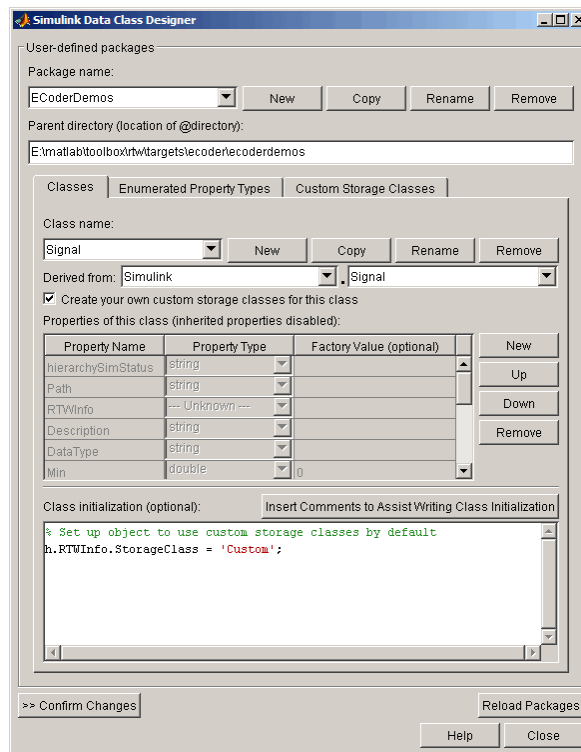 Simulink Data Class Designer
User-defined packages
Package name:
ECoderDemos New Copy Rename Remove
Parent directory (location of @directory):
E:\matlab\toolbox\rtw\targets\ecoder\ecoderdemos
Classes Enumerated Property Types Custom Storage Classes
Class name:
Signal New Copy Rename Remove
Derived from: Simulink . Signal
Create your own custom storage classes for this class
Properties of this class (inherited properties disabled):
Property Name Property Type Factory Value (optional) New
hierarchySimStatus string
Path string Up
RTWInfo --- Unknown --- Down
Description string
DataType string Remove
Min double 0
Class initialization (optional): Insert Comments to Assist Writing Class Initialization
% Set up object to use custom storage classes by default
h.RTWInfo.StorageClass = 'Custom';
>> Confirm Changes Reload Packages
Help Close